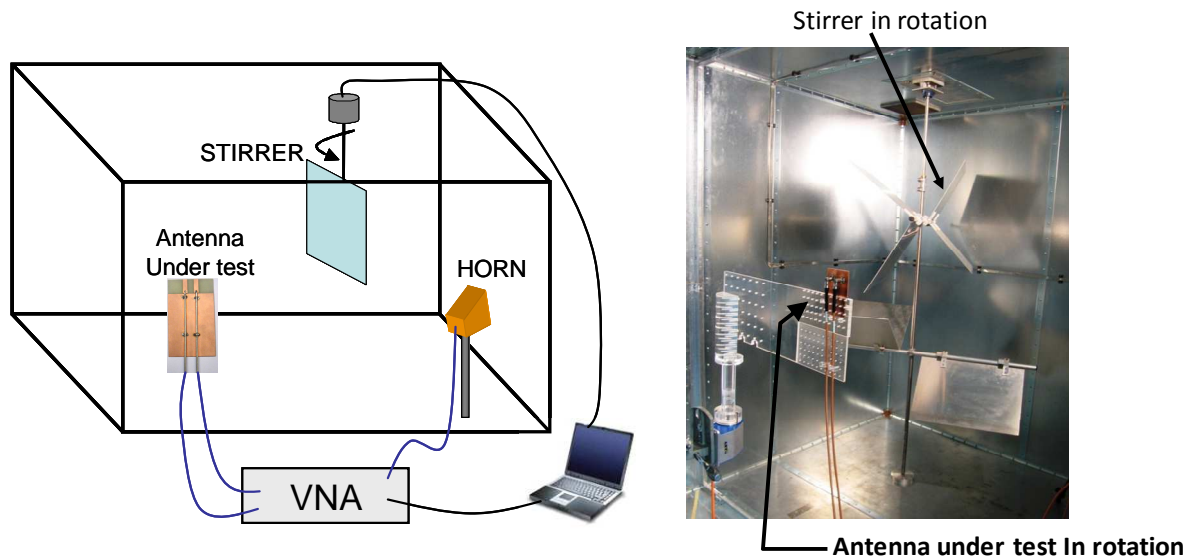 Stirrer in rotation
STIRRER
Antenna
Under test
HORN
VNA
Antenna under test In rotation